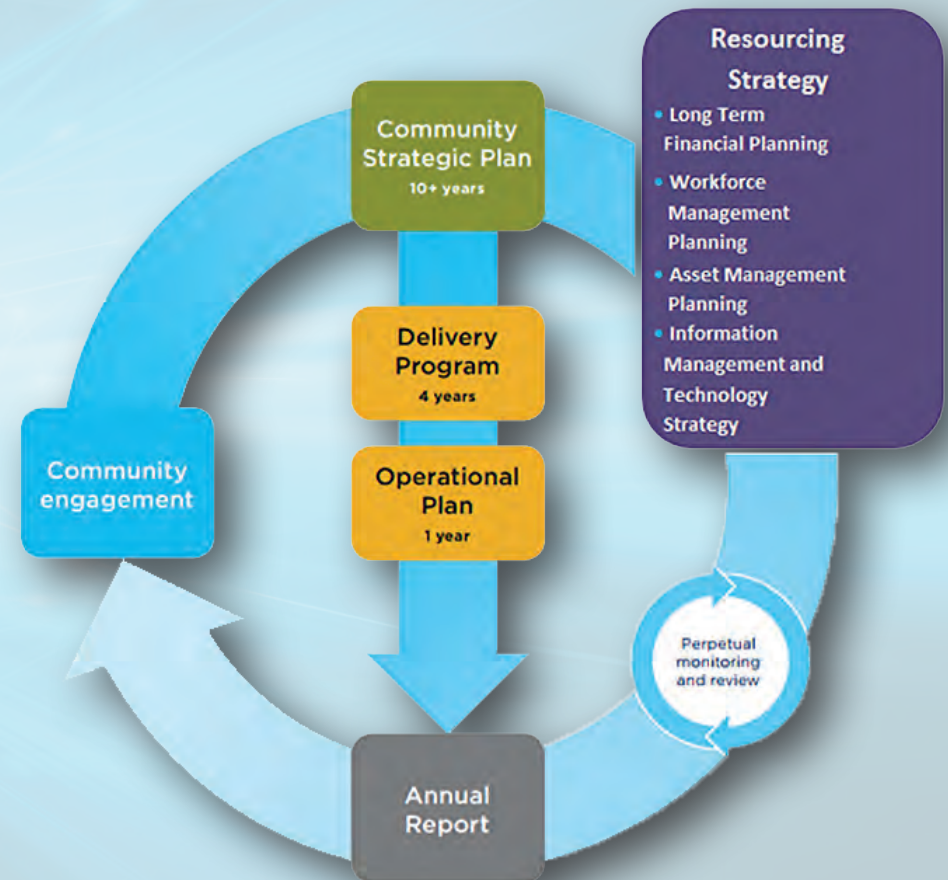 Community
Strategic Plan
10+ years
Resourcing
Strategy
• Long Term
Financial Planning
• Workforce
Management
Planning
• Asset Management
Planning
• Information
Management and
Technology
Strategy
Delivery
Program
4 years
Community
engagement
Operational
Plan
1 year
Perpetual
monitoring
and review
Annual
Report